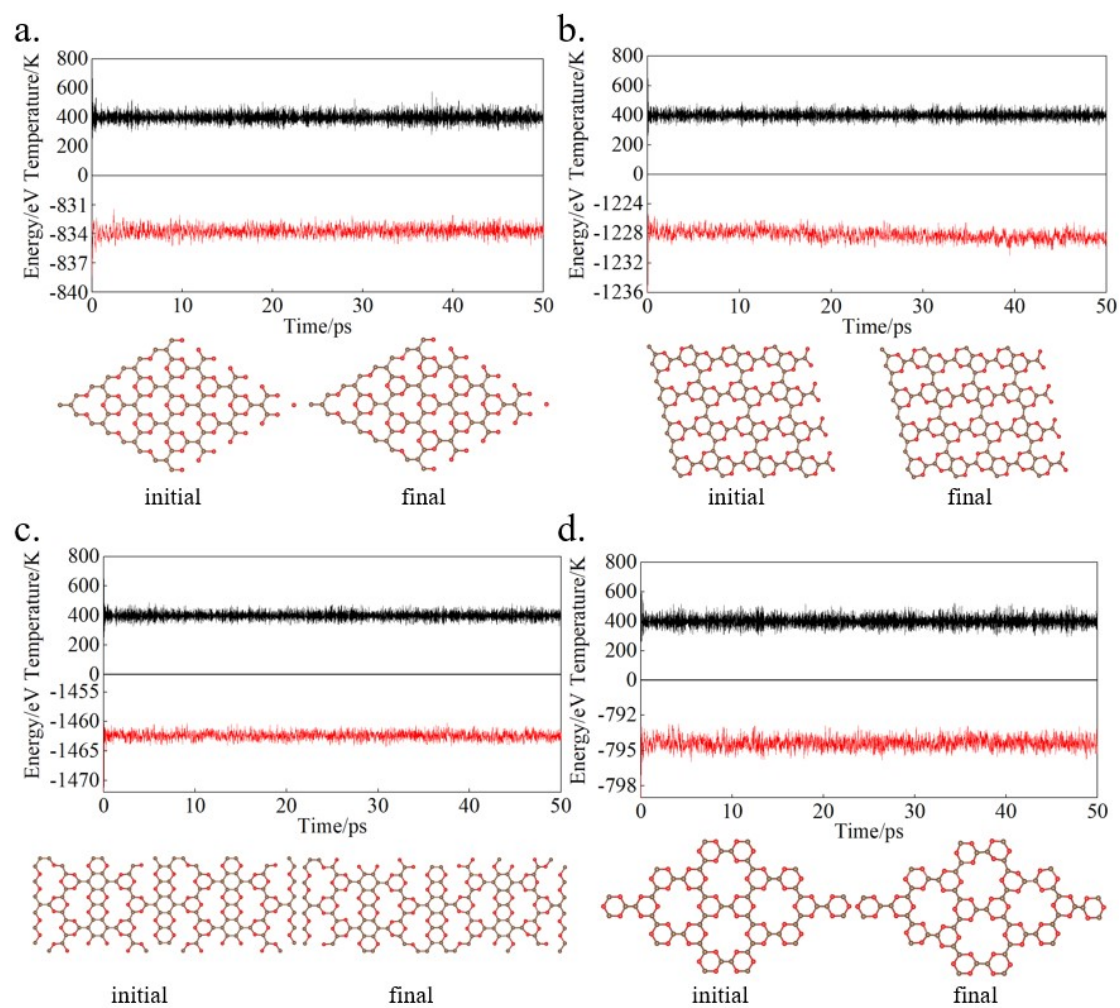 a.
800
600
400
200
0
-831
-834
-837
-840
Energy/eV Temperature/K
0 10 20 30 40 50
Time/ps
initial final
b.
800
600
400
200
0
-1224
-1228
-1232
-1236
Energy/eV Temperature/K
0 10 20 30 40 50
Time/ps
initial final
c.
800
600
400
200
0
-1455
-1460
-1465
-1470
Energy/eV Temperature/K
0 10 20 30 40 50
Time/ps
initial final
d.
800
600
400
200
0
-792
-795
-798
Energy/eV Temperature/K
0 10 20 30 40 50
Time/ps
initial final